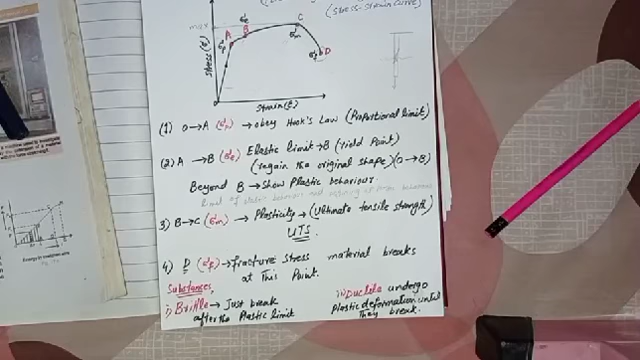 (Stress-strain curve)
max
A
B
C
D
Stress(σ)
Strain(ε)
(1) O→A (σp) → obey Hook's Law (Proportional limit)
(2) A → B (σe) Elastic limit → B (Yield Point)
(regain the original shape) (O → B)
Beyond B → show Plastic behaviour.
3) B→C (σm) → Plasticity → (Ultimate tensile strength)
UTS
4) D (σf) → fracture stress material breaks
at This Point.
Substances,
i) Brittle → Just break
after the Plastic limit
ii) Ductile undergo
Plastic deformation until
They break.